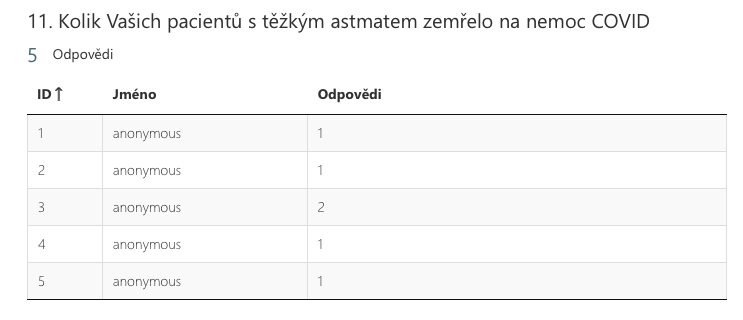 11. Kolik Vašich pacientů s těžkým astmatem zemřelo na nemoc COVID
5 Odpovědi
ID↑ Jméno Odpovědi
1 anonymous 1
2 anonymous 1
3 anonymous 2
4 anonymous 1
5 anonymous 1